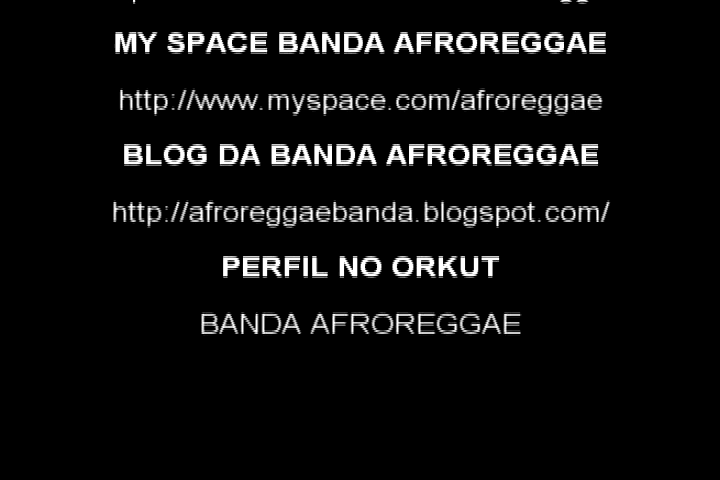 MY SPACE BANDA AFROREGGAE
http://www.myspace.com/afroreggae
BLOG DA BANDA AFROREGGAE
http://afroreggaebanda.blogspot.com/
PERFIL NO ORKUT
BANDA AFROREGGAE